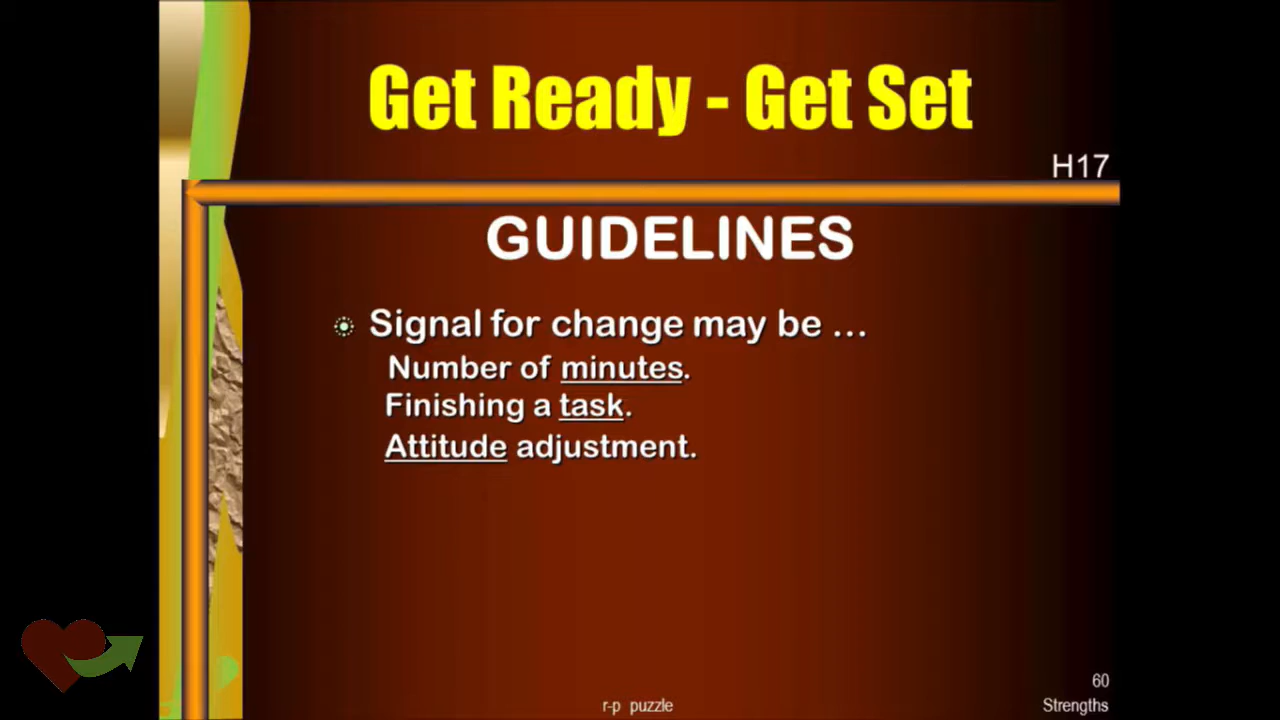 Get Ready - Get Set
H17
GUIDELINES
Signal for change may be ...
Number of minutes.
Finishing a task.
Attitude adjustment.
60
r-p puzzle
Strengths